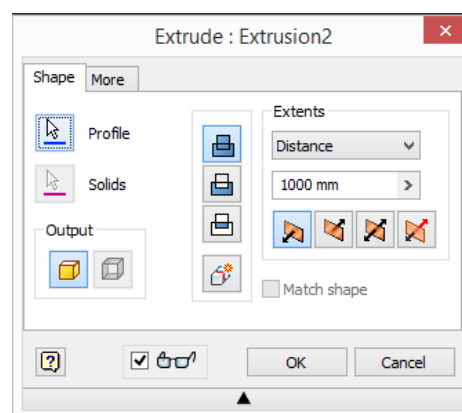 Extrude : Extrusion2
Shape More
Profile
Solids
Output
Extents
Distance
1000 mm
Match shape
OK Cancel